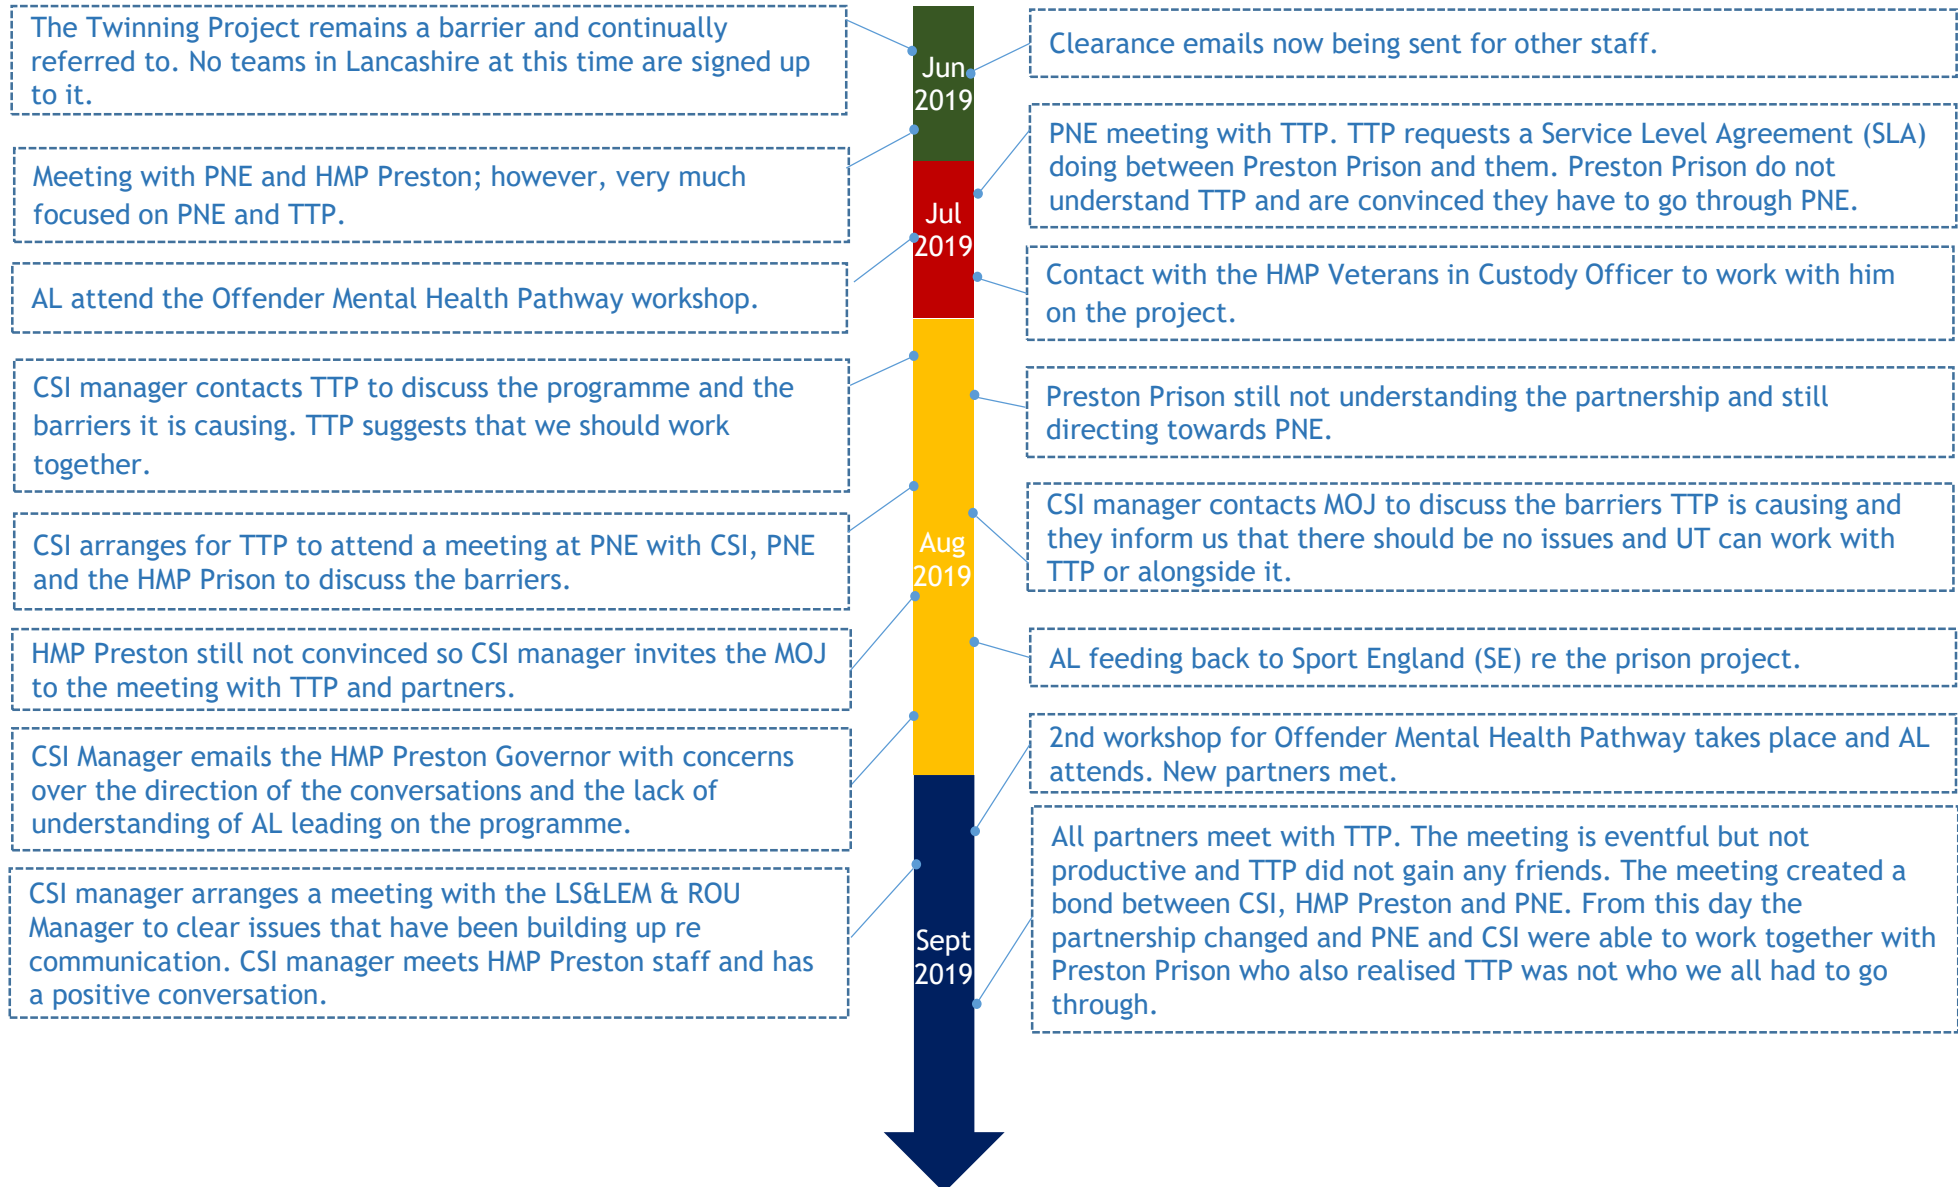 The Twinning Project remains a barrier and continually
referred to. No teams in Lancashire at this time are signed up
to it.
Clearance emails now being sent for other staff.
Jun
2019
Meeting with PNE and HMP Preston; however, very much
focused on PNE and TTP.
PNE meeting with TTP. TTP requests a Service Level Agreement (SLA)
doing between Preston Prison and them. Preston Prison do not
understand TTP and are convinced they have to go through PNE.
Jul
2019
AL attend the Offender Mental Health Pathway workshop.
Contact with the HMP Veterans in Custody Officer to work with him
on the project.
CSI manager contacts TTP to discuss the programme and the
barriers it is causing. TTP suggests that we should work
together.
Preston Prison still not understanding the partnership and still
directing towards PNE.
CSI arranges for TTP to attend a meeting at PNE with CSI, PNE
and the HMP Prison to discuss the barriers.
CSI manager contacts MOJ to discuss the barriers TTP is causing and
they inform us that there should be no issues and UT can work with
TTP or alongside it.
Aug
2019
HMP Preston still not convinced so CSI manager invites the MOJ
to the meeting with TTP and partners.
AL feeding back to Sport England (SE) re the prison project.
CSI Manager emails the HMP Preston Governor with concerns
over the direction of the conversations and the lack of
understanding of AL leading on the programme.
2nd workshop for Offender Mental Health Pathway takes place and AL
attends. New partners met.
CSI manager arranges a meeting with the LS&LEM & ROU
Manager to clear issues that have been building up re
communication. CSI manager meets HMP Preston staff and has
a positive conversation.
Sept
2019
All partners meet with TTP. The meeting is eventful but not
productive and TTP did not gain any friends. The meeting created a
bond between CSI, HMP Preston and PNE. From this day the
partnership changed and PNE and CSI were able to work together with
Preston Prison who also realised TTP was not who we all had to go
through.